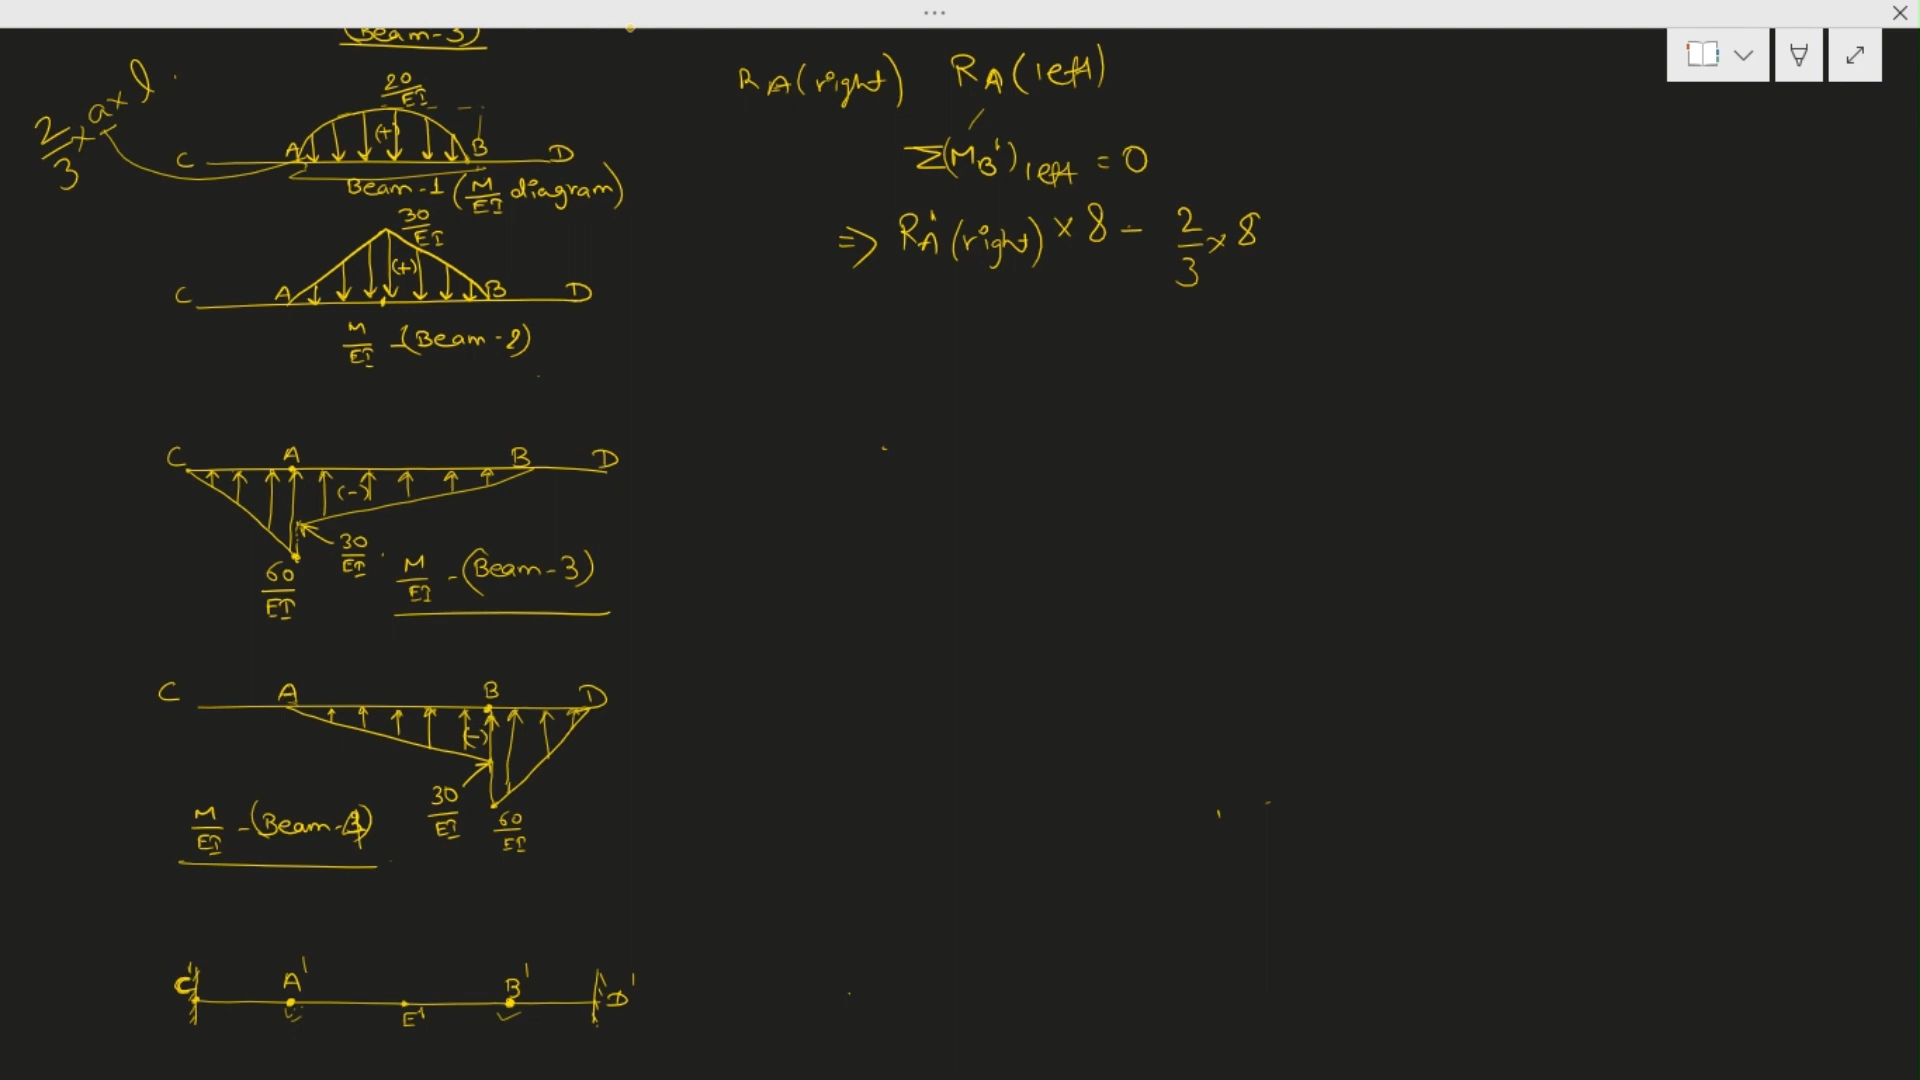 (Beam-3)
2/3 × a × l
20/EI
(+)
C A B D
Beam-1 (M/EI diagram)
30/EI
(+)
C A B D
M/EI -(Beam-2)
C A B D
(-)
30/EI
60/EI
M/EI -(Beam-3)
C A B D
(-)
30/EI
60/EI
M/EI -(Beam-4)
C' A' E' B' D'
RA(right) RA(left)
Σ(MB')left = 0
⇒ RA'(right) × 8 - 2/3 × 8